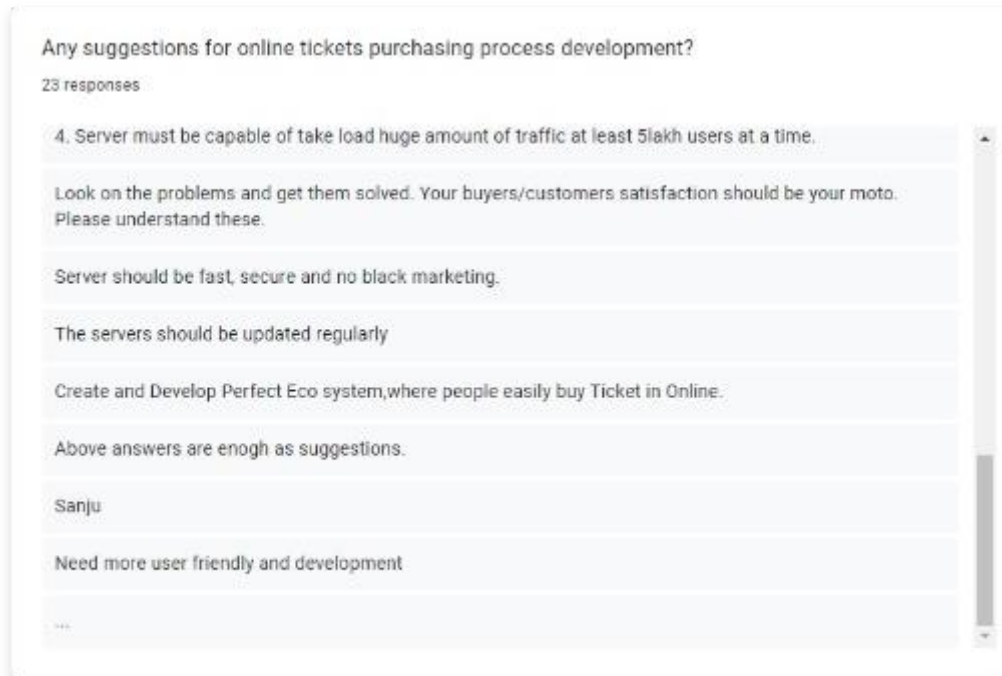 Any suggestions for online tickets purchasing process development?
23 responses
4. Server must be capable of take load huge amount of traffic at least 5lakh users at a time.
Look on the problems and get them solved. Your buyers/customers satisfaction should be your moto.
Please understand these.
Server should be fast, secure and no black marketing.
The servers should be updated regularly
Create and Develop Perfect Eco system,where people easily buy Ticket in Online.
Above answers are enogh as suggestions.
Sanju
Need more user friendly and development
...